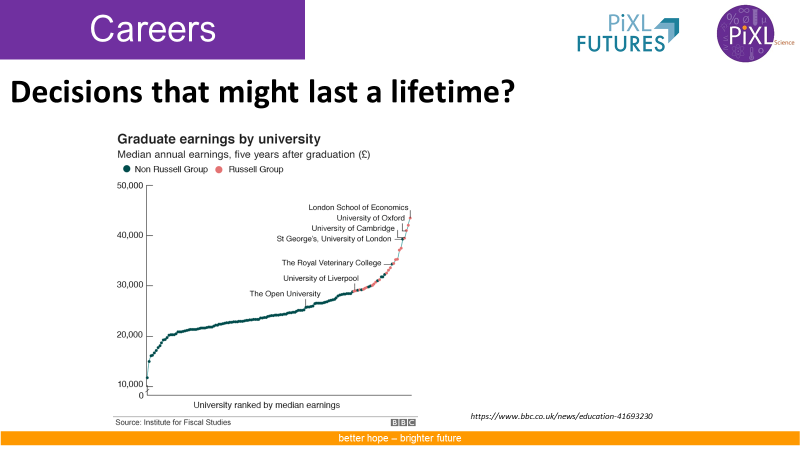 Careers
PiXL
FUTURES
PiXL
Science
Decisions that might last a lifetime?
Graduate earnings by university
Median annual earnings, five years after graduation (£)
Non Russell Group
Russell Group
50,000
40,000
30,000
20,000
10,000
0
London School of Economics
University of Oxford
University of Cambridge
St George's, University of London
The Royal Veterinary College
University of Liverpool
The Open University
University ranked by median earnings
Source: Institute for Fiscal Studies
BBC
https://www.bbc.co.uk/news/education-41693230
better hope – brighter future